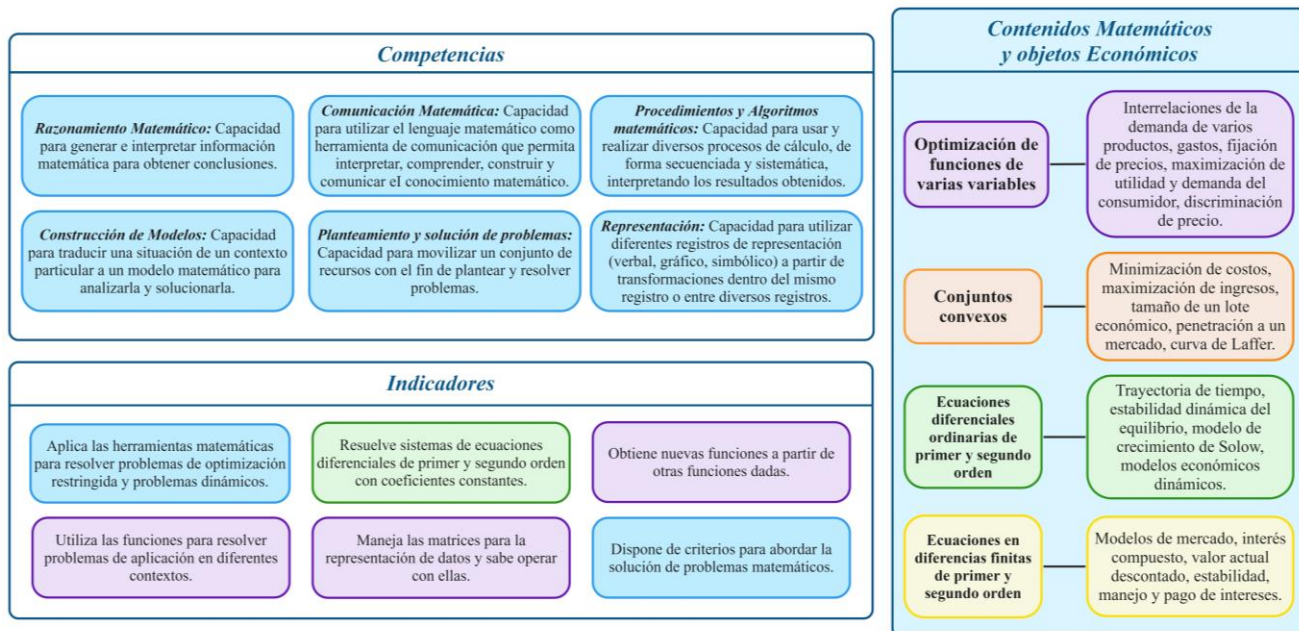 Competencias
Razonamiento Matemático: Capacidad
para generar e interpretar información
matemática para obtener conclusiones.
Comunicación Matemática: Capacidad
para utilizar el lenguaje matemático como
herramienta de comunicación que permita
interpretar, comprender, construir y
comunicar el conocimiento matemático.
Procedimientos y Algoritmos
matemáticos: Capacidad para usar y
realizar diversos procesos de cálculo, de
forma secuenciada y sistemática,
interpretando los resultados obtenidos.
Construcción de Modelos: Capacidad
para traducir una situación de un contexto
particular a un modelo matemático para
analizarla y solucionarla.
Planteamiento y solución de problemas:
Capacidad para movilizar un conjunto de
recursos con el fin de plantear y resolver
problemas.
Representación: Capacidad para utilizar
diferentes registros de representación
(verbal, gráfico, simbólico) a partir de
transformaciones dentro del mismo
registro o entre diversos registros.
Indicadores
Aplica las herramientas matemáticas
para resolver problemas de optimización
restringida y problemas dinámicos.
Resuelve sistemas de ecuaciones
diferenciales de primer y segundo orden
con coeficientes constantes.
Obtiene nuevas funciones a partir de
otras funciones dadas.
Utiliza las funciones para resolver
problemas de aplicación en diferentes
contextos.
Maneja las matrices para la
representación de datos y sabe operar
con ellas.
Dispone de criterios para abordar la
solución de problemas matemáticos.
Contenidos Matemáticos
y objetos Económicos
Optimización de
funciones de
varias variables
Interrelaciones de la
demanda de varios
productos, gastos, fijación
de precios, maximización de
utilidad y demanda del
consumidor, discriminación
de precio.
Conjuntos
convexos
Minimización de costos,
maximización de ingresos,
tamaño de un lote
económico, penetración a un
mercado, curva de Laffer.
Ecuaciones
diferenciales
ordinarias de
primer y segundo
orden
Trayectoria de tiempo,
estabilidad dinámica del
equilibrio, modelo de
crecimiento de Solow,
modelos económicos
dinámicos.
Ecuaciones en
diferencias finitas
de primer y
segundo orden
Modelos de mercado, interés
compuesto, valor actual
descontado, estabilidad,
manejo y pago de intereses.